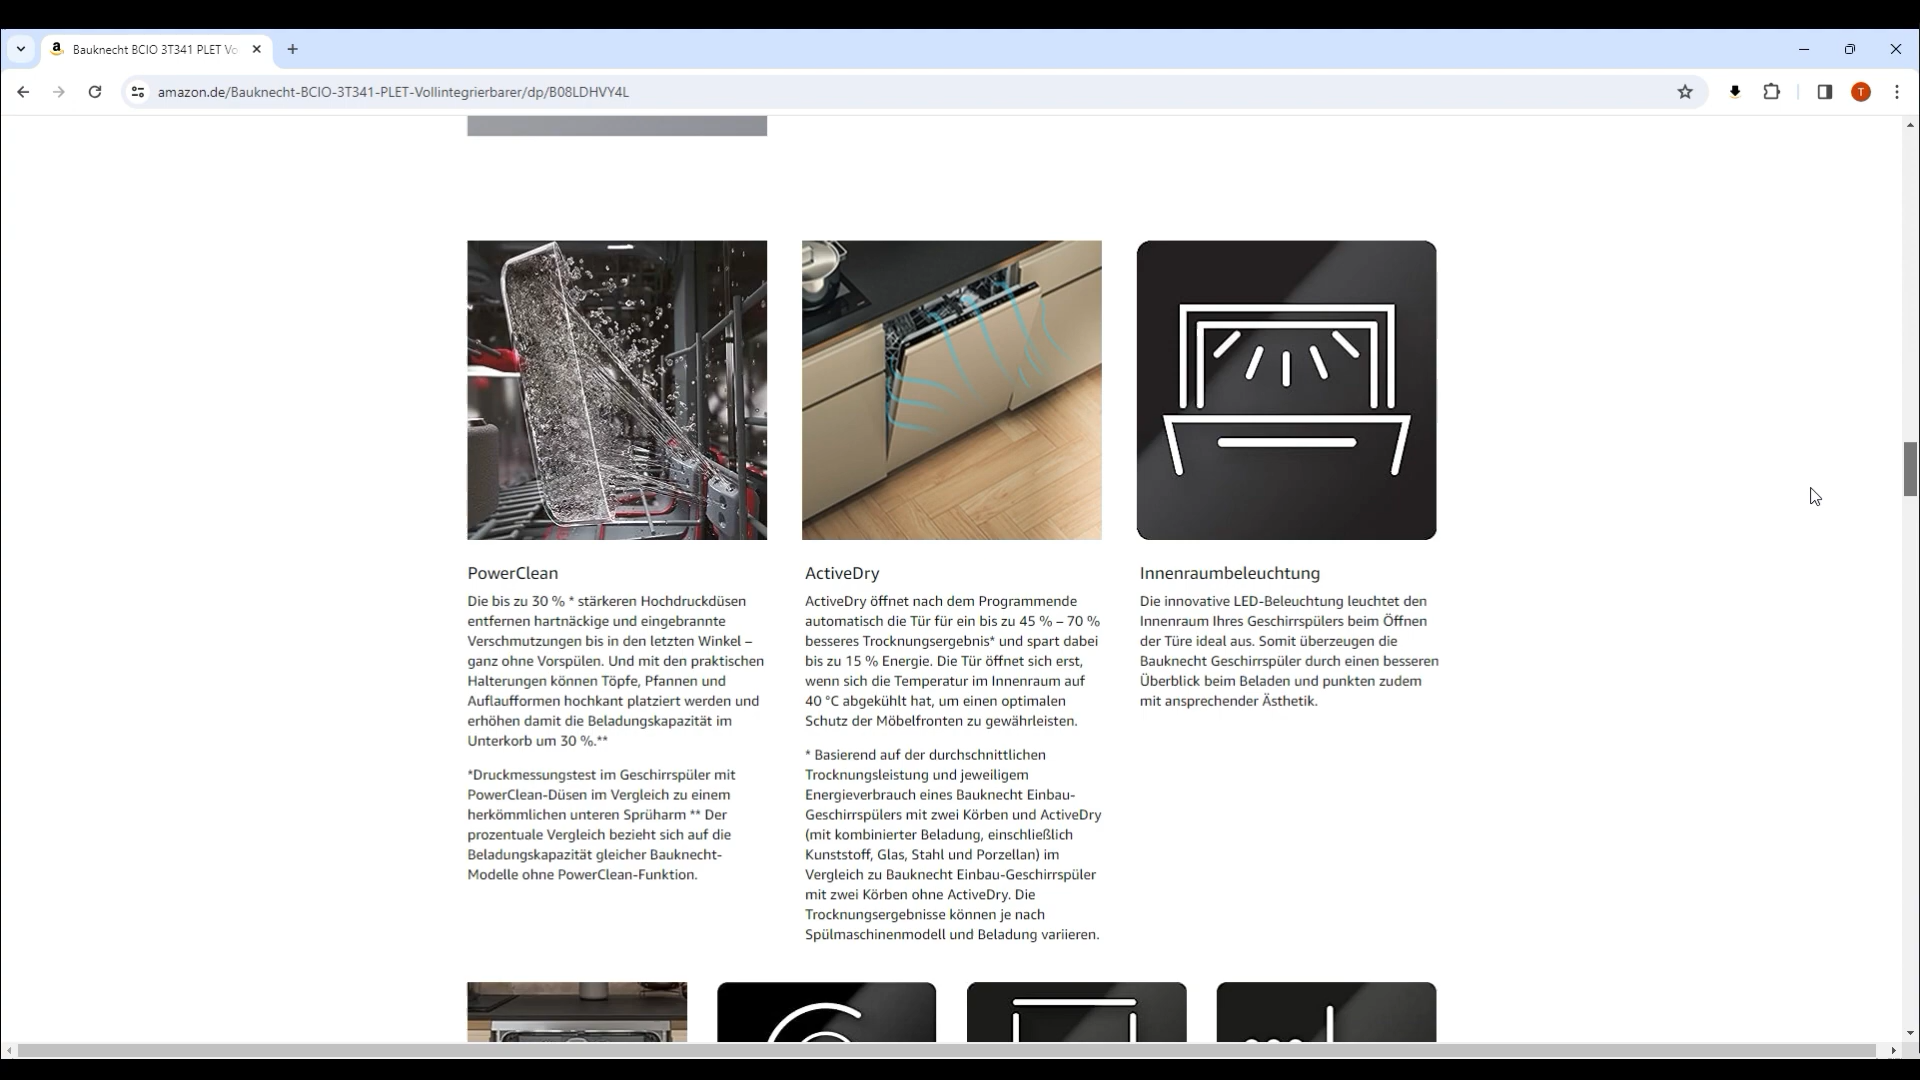 Bauknecht BCIO 3T341 PLET Vo
amazon.de/Bauknecht-BCIO-3T341-PLET-Vollintegrierbarer/dp/B08LDHVY4L
T
PowerClean
Die bis zu 30 % * stärkeren Hochdruckdüsen
entfernen hartnäckige und eingebrannte
Verschmutzungen bis in den letzten Winkel –
ganz ohne Vorspülen. Und mit den praktischen
Halterungen können Töpfe, Pfannen und
Auflaufformen hochkant platziert werden und
erhöhen damit die Beladungskapazität im
Unterkorb um 30 %.**
*Druckmessungstest im Geschirrspüler mit
PowerClean-Düsen im Vergleich zu einem
herkömmlichen unteren Sprüharm ** Der
prozentuale Vergleich bezieht sich auf die
Beladungskapazität gleicher Bauknecht-
Modelle ohne PowerClean-Funktion.
ActiveDry
ActiveDry öffnet nach dem Programmende
automatisch die Tür für ein bis zu 45 % – 70 %
besseres Trocknungsergebnis* und spart dabei
bis zu 15 % Energie. Die Tür öffnet sich erst,
wenn sich die Temperatur im Innenraum auf
40 °C abgekühlt hat, um einen optimalen
Schutz der Möbelfronten zu gewährleisten.
* Basierend auf der durchschnittlichen
Trocknungsleistung und jeweiligem
Energieverbrauch eines Bauknecht Einbau-
Geschirrspülers mit zwei Körben und ActiveDry
(mit kombinierter Beladung, einschließlich
Kunststoff, Glas, Stahl und Porzellan) im
Vergleich zu Bauknecht Einbau-Geschirrspüler
mit zwei Körben ohne ActiveDry. Die
Trocknungsergebnisse können je nach
Spülmaschinenmodell und Beladung variieren.
Innenraumbeleuchtung
Die innovative LED-Beleuchtung leuchtet den
Innenraum Ihres Geschirrspülers beim Öffnen
der Türe ideal aus. Somit überzeugen die
Bauknecht Geschirrspüler durch einen besseren
Überblick beim Beladen und punkten zudem
mit ansprechender Ästhetik.